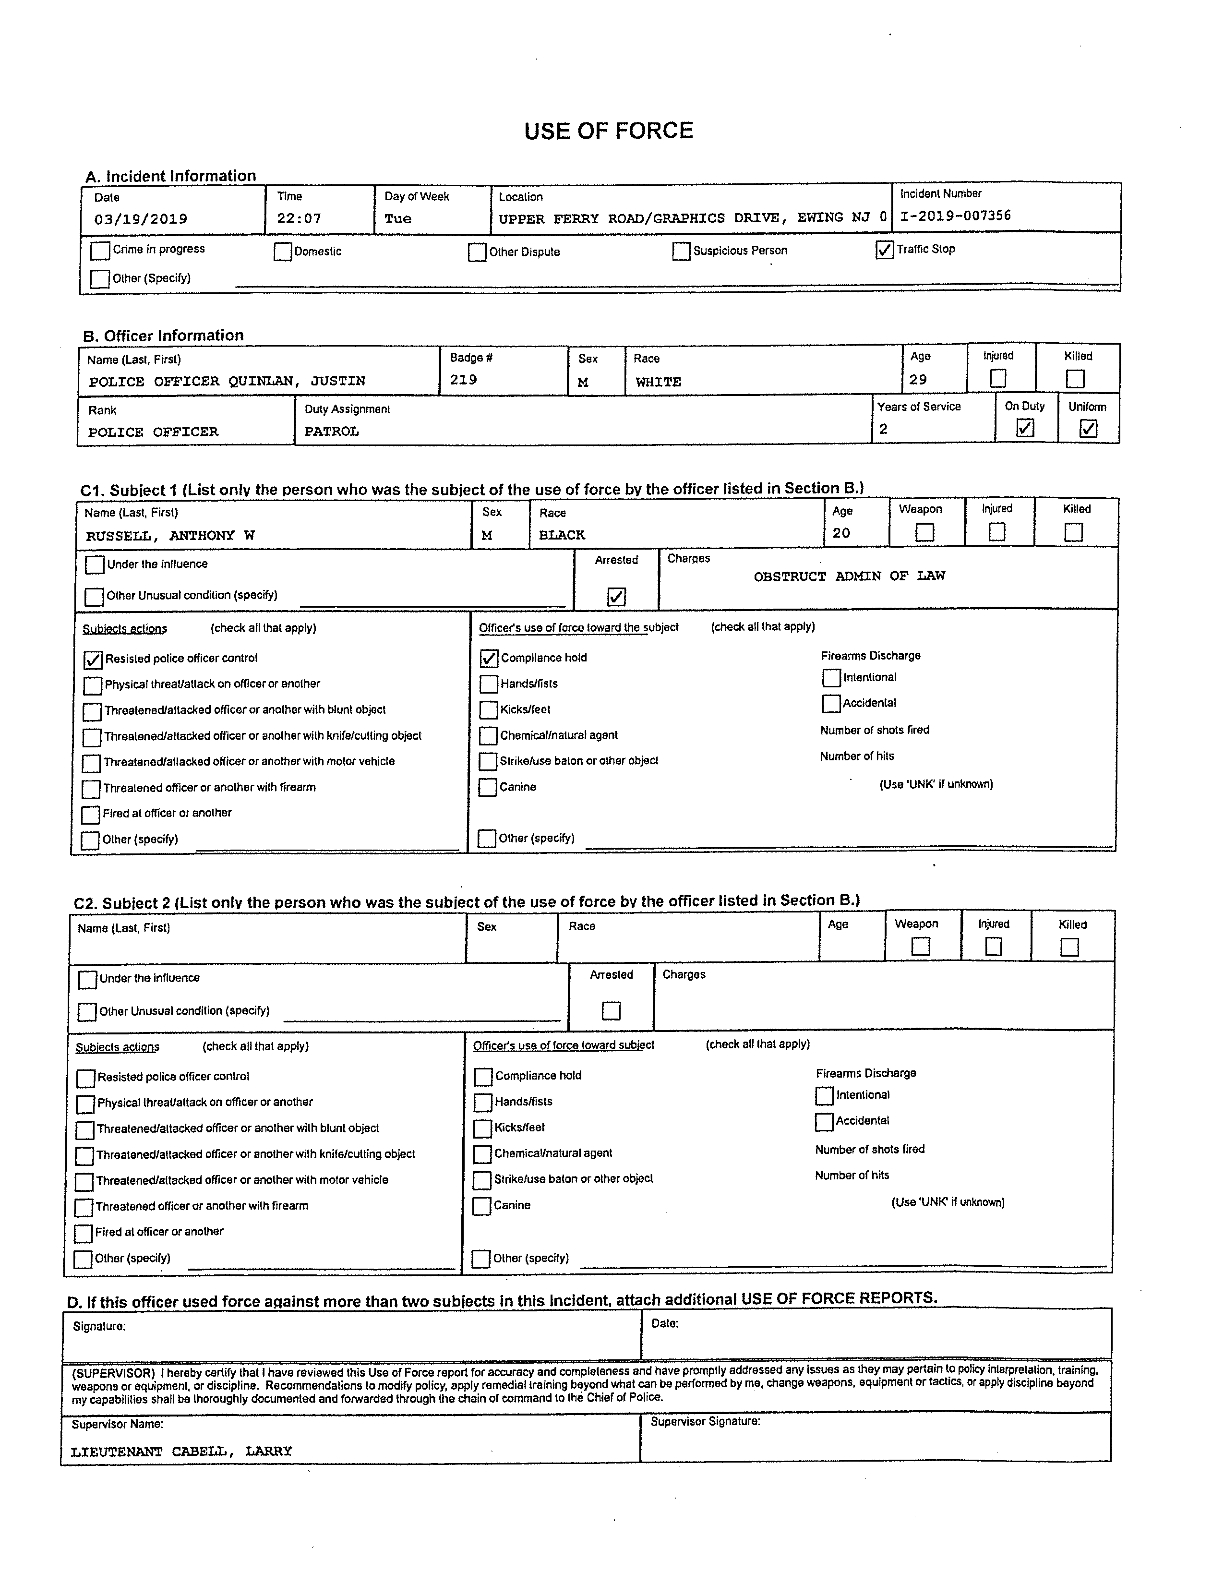 USE OF FORCE
A. Incident Information
Date Time Day of Week Location Incident Number
03/19/2019 22:07 Tue UPPER FERRY ROAD/GRAPHICS DRIVE, EWING NJ 0 I-2019-007356
Crime in progress Domestic Other Dispute Suspicious Person Traffic Stop
Other (Specify)
B. Officer Information
Name (Last, First) Badge # Sex Race Age Injured Killed
POLICE OFFICER QUINLAN, JUSTIN 219 M WHITE 29
Rank Duty Assignment Years of Service On Duty Uniform
POLICE OFFICER PATROL 2
C1. Subject 1 (List only the person who was the subject of the use of force by the officer listed in Section B.)
Name (Last, First) Sex Race Age Weapon Injured Killed
RUSSELL, ANTHONY W M BLACK 20
Under the influence Arrested Charges
OBSTRUCT ADMIN OF LAW
Other Unusual condition (specify)
Subjects actions (check all that apply) Officer's use of force toward the subject (check all that apply)
Resisted police officer control Compliance hold Firearms Discharge
Physical threat/attack on officer or another Hands/fists Intentional
Threatened/attacked officer or another with blunt object Kicks/feet Accidental
Threatened/attacked officer or another with knife/cutting object Chemical/natural agent Number of shots fired
Threatened/attacked officer or another with motor vehicle Strike/use baton or other object Number of hits
Threatened officer or another with firearm Canine (Use 'UNK' if unknown)
Fired at officer or another
Other (specify) Other (specify)
C2. Subject 2 (List only the person who was the subject of the use of force by the officer listed in Section B.)
Name (Last, First) Sex Race Age Weapon Injured Killed
Under the influence Arrested Charges
Other Unusual condition (specify)
Subjects actions (check all that apply) Officer's use of force toward subject (check all that apply)
Resisted police officer control Compliance hold Firearms Discharge
Physical threat/attack on officer or another Hands/fists Intentional
Threatened/attacked officer or another with blunt object Kicks/feet Accidental
Threatened/attacked officer or another with knife/cutting object Chemical/natural agent Number of shots fired
Threatened/attacked officer or another with motor vehicle Strike/use baton or other object Number of hits
Threatened officer or another with firearm Canine (Use 'UNK' if unknown)
Fired at officer or another
Other (specify) Other (specify)
D. If this officer used force against more than two subjects in this incident, attach additional USE OF FORCE REPORTS.
Signature: Date:
(SUPERVISOR) I hereby certify that I have reviewed this Use of Force report for accuracy and completeness and have promptly addressed any issues as they may pertain to policy interpretation, training,
weapons or equipment, or discipline. Recommendations to modify policy, apply remedial training beyond what can be performed by me, change weapons, equipment or tactics, or apply discipline beyond
my capabilities shall be thoroughly documented and forwarded through the chain of command to the Chief of Police.
Supervisor Name: Supervisor Signature:
LIEUTENANT CABELL, LARRY